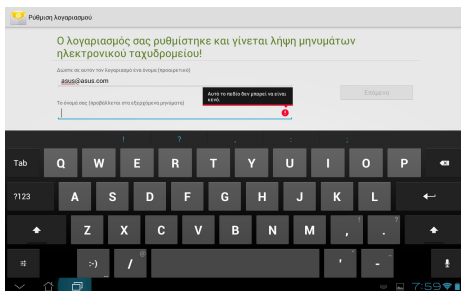 Ρύθμιση λογαριασμού
Ο λογαριασμός σας ρυθμίστηκε και γίνεται λήψη μηνυμάτων
ηλεκτρονικού ταχυδρομείου!
Δώστε σε αυτόν τον λογαριασμό ένα όνομα (προαιρετικό)
asus@asus.com
Αυτό το πεδίο δεν μπορεί να είναι
κενό.
Επόμενο
Το όνομά σας (προβάλλεται στα εξερχόμενα μηνύματα)
! ? , : ;
Tab Q W E R T Y U I O P
?123 A S D F G H J K L
Z X C V B N M , ! . ?
:-) ... / @ ' " - _
7:59